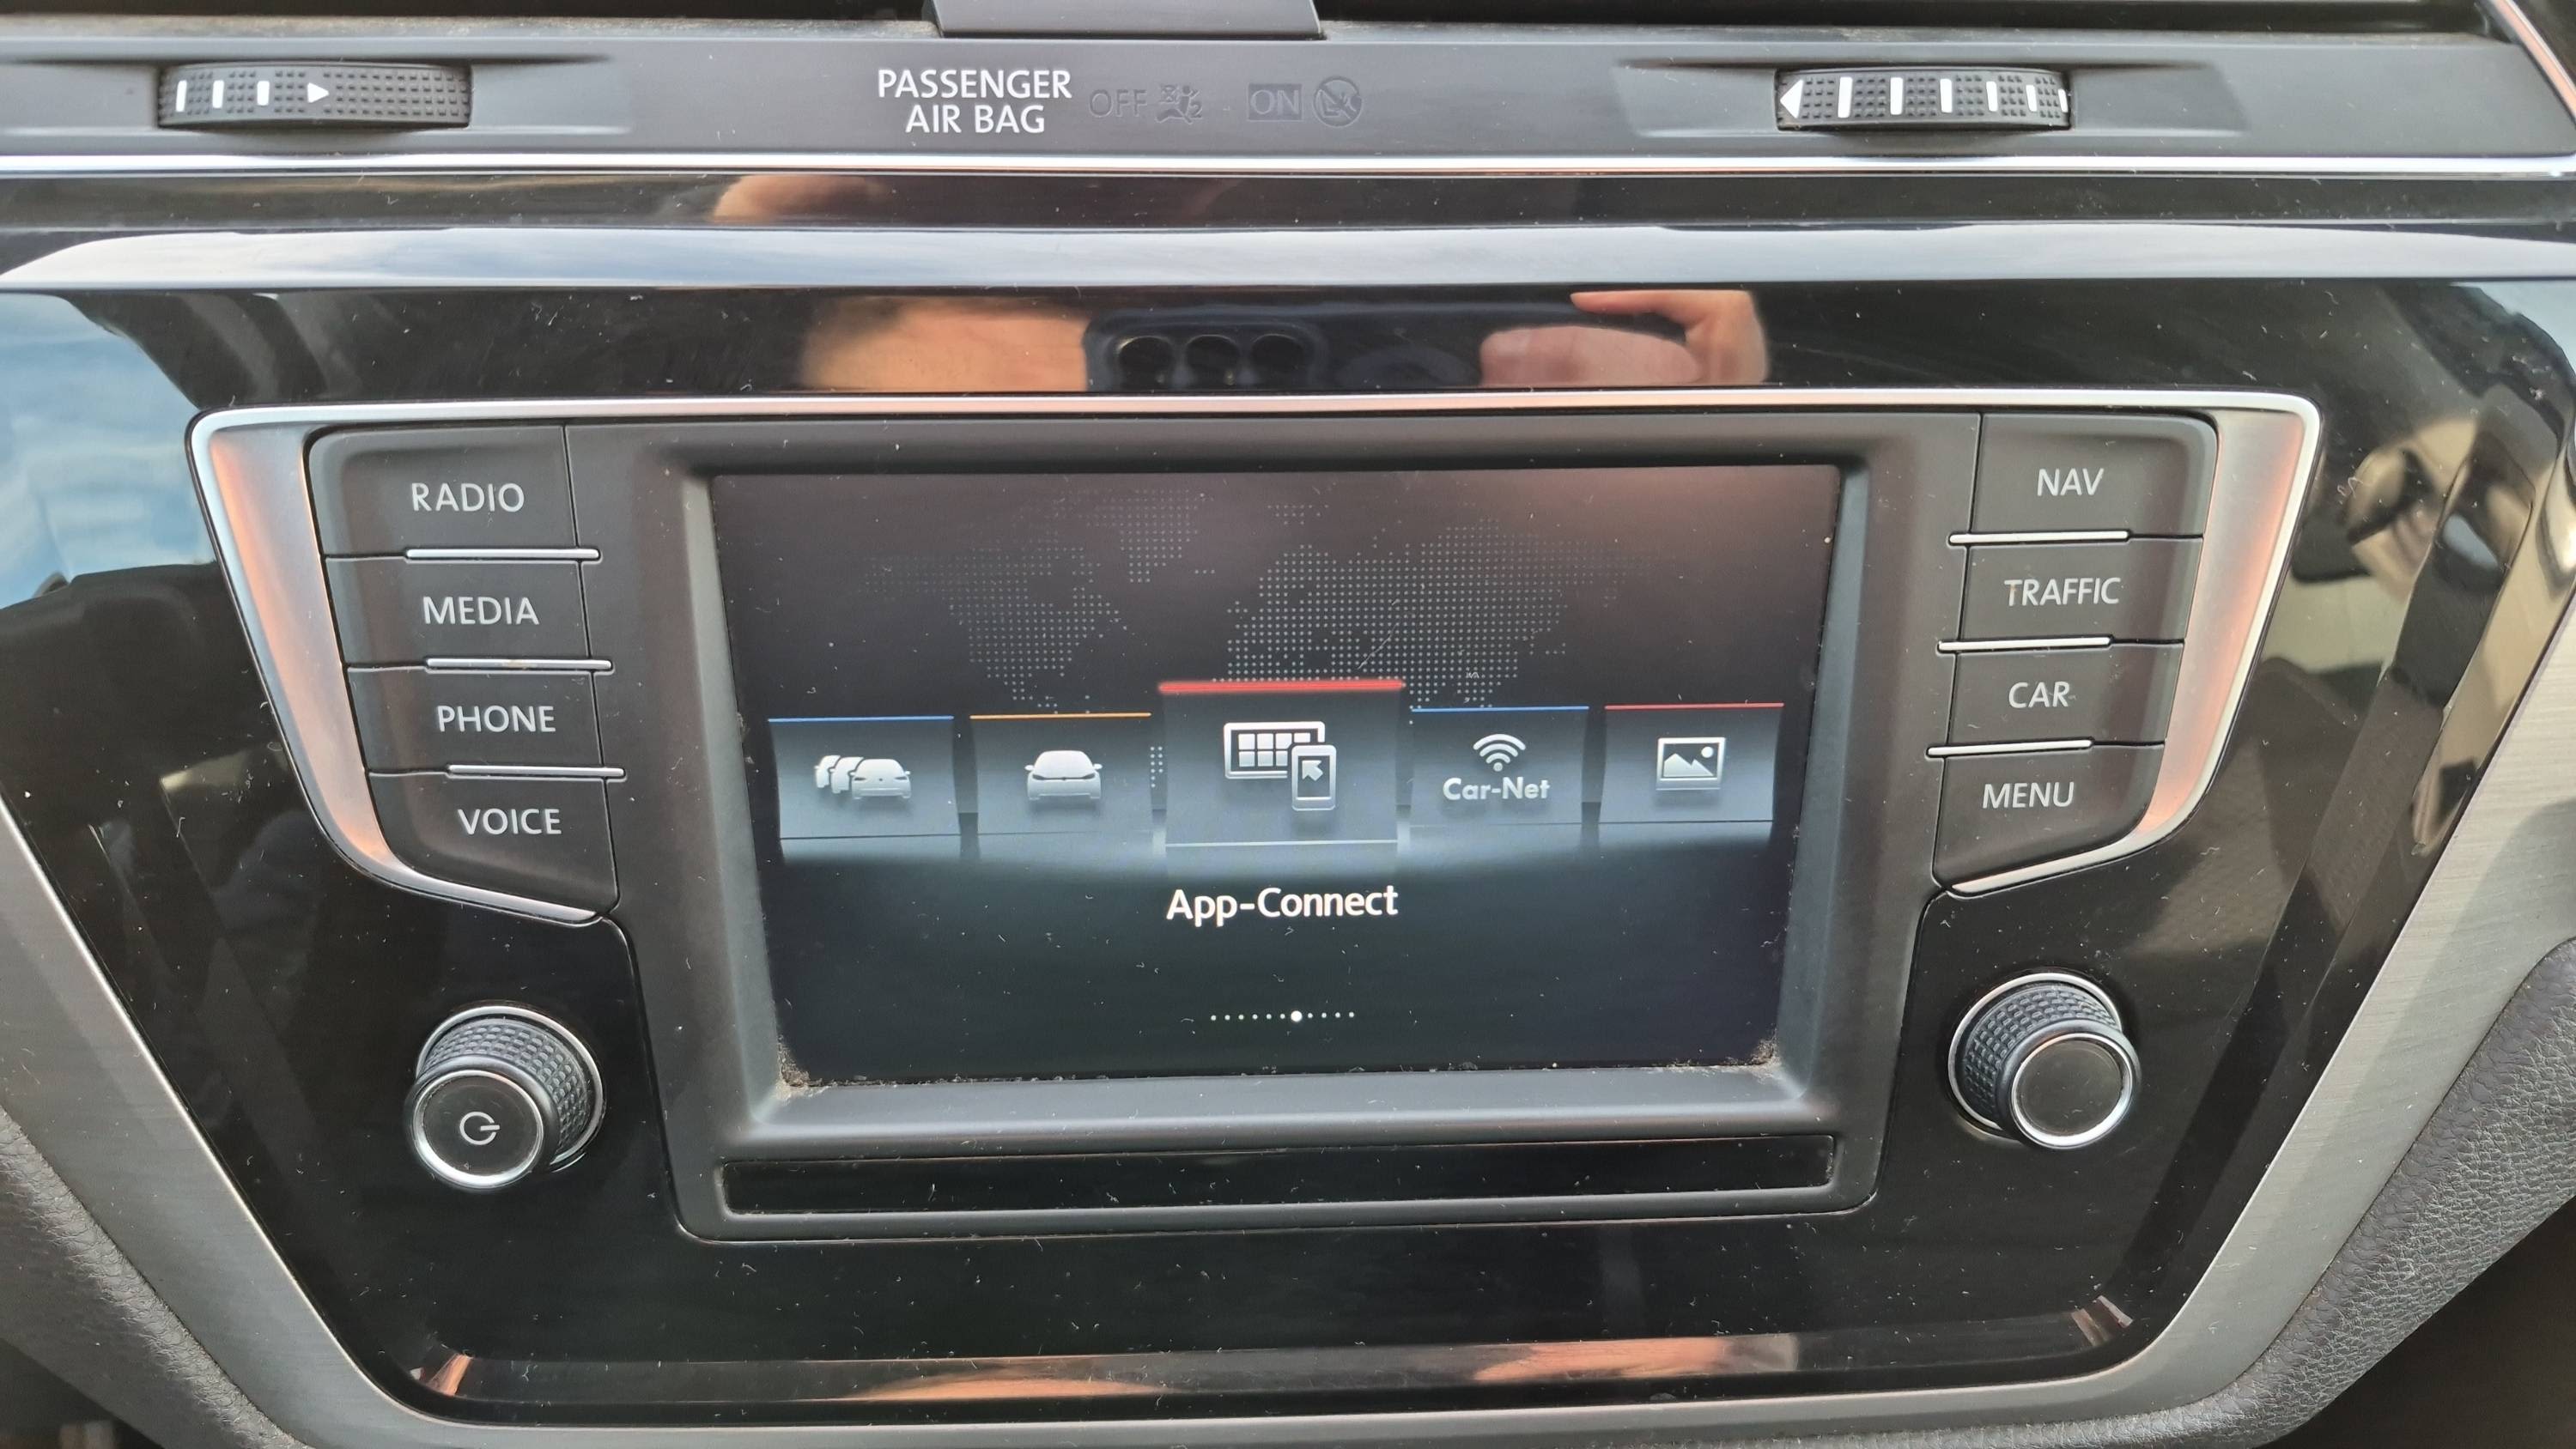 PASSENGER
AIR BAG
OFF
ON
RADIO
MEDIA
PHONE
VOICE
Car-Net
App-Connect
NAV
TRAFFIC
CAR
MENU